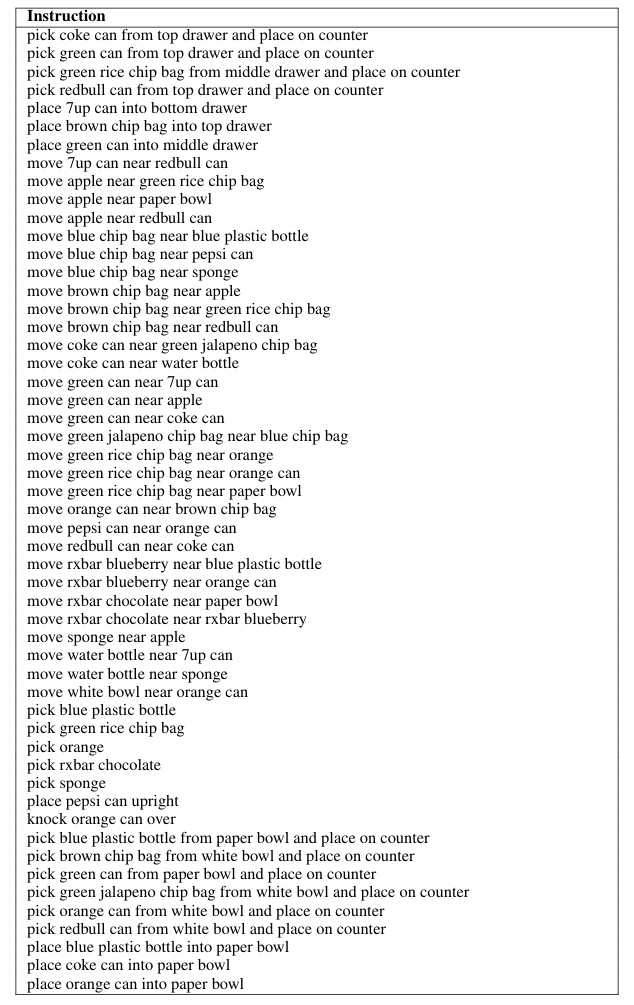 Instruction
pick coke can from top drawer and place on counter
pick green can from top drawer and place on counter
pick green rice chip bag from middle drawer and place on counter
pick redbull can from top drawer and place on counter
place 7up can into bottom drawer
place brown chip bag into top drawer
place green can into middle drawer
move 7up can near redbull can
move apple near green rice chip bag
move apple near paper bowl
move apple near redbull can
move blue chip bag near blue plastic bottle
move blue chip bag near pepsi can
move blue chip bag near sponge
move brown chip bag near apple
move brown chip bag near green rice chip bag
move brown chip bag near redbull can
move coke can near green jalapeno chip bag
move coke can near water bottle
move green can near 7up can
move green can near apple
move green can near coke can
move green jalapeno chip bag near blue chip bag
move green rice chip bag near orange
move green rice chip bag near orange can
move green rice chip bag near paper bowl
move orange can near brown chip bag
move pepsi can near orange can
move redbull can near coke can
move rxbar blueberry near blue plastic bottle
move rxbar blueberry near orange can
move rxbar chocolate near paper bowl
move rxbar chocolate near rxbar blueberry
move sponge near apple
move water bottle near 7up can
move water bottle near sponge
move white bowl near orange can
pick blue plastic bottle
pick green rice chip bag
pick orange
pick rxbar chocolate
pick sponge
place pepsi can upright
knock orange can over
pick blue plastic bottle from paper bowl and place on counter
pick brown chip bag from white bowl and place on counter
pick green can from paper bowl and place on counter
pick green jalapeno chip bag from white bowl and place on counter
pick orange can from white bowl and place on counter
pick redbull can from white bowl and place on counter
place blue plastic bottle into paper bowl
place coke can into paper bowl
place orange can into paper bowl